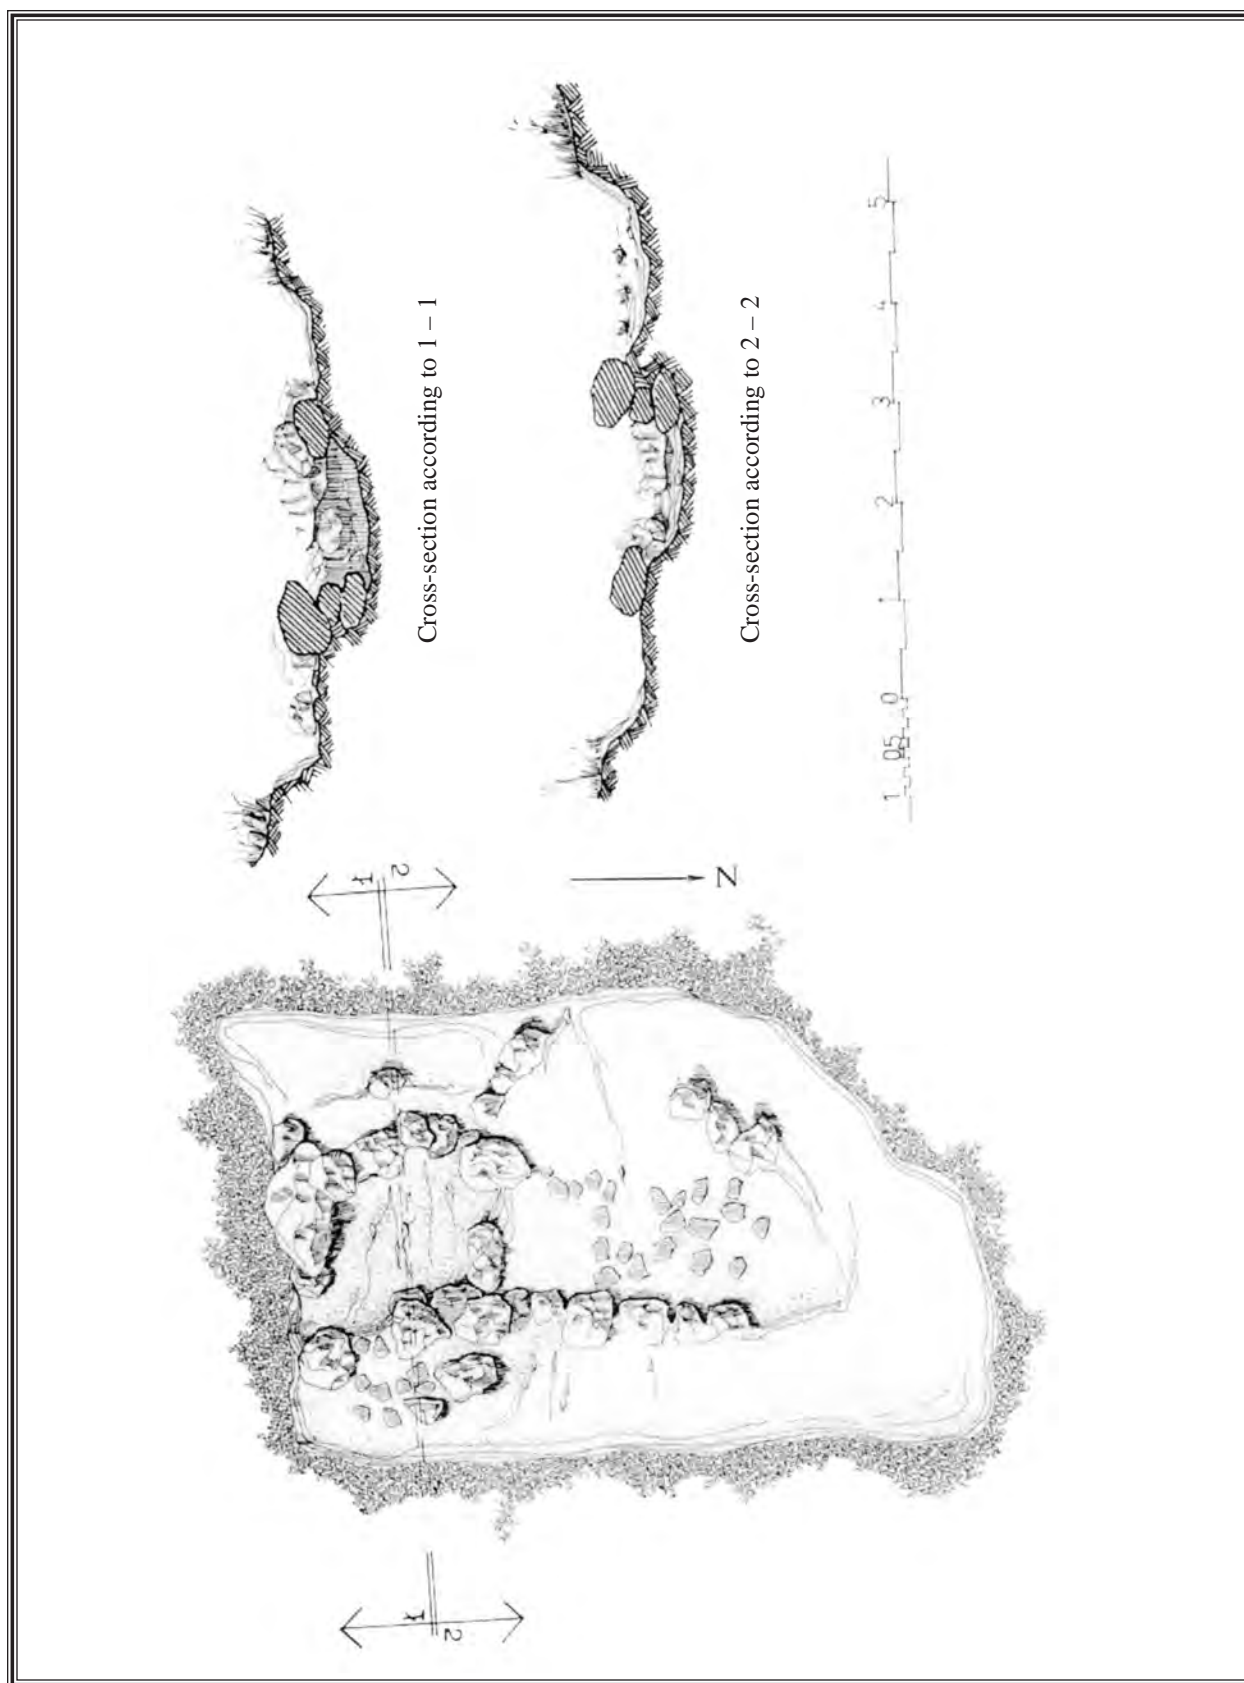 Cross-section according to 1 – 1
Cross-section according to 2 – 2
1 05 0 1 2 3 4 5
N
2
I
I
2